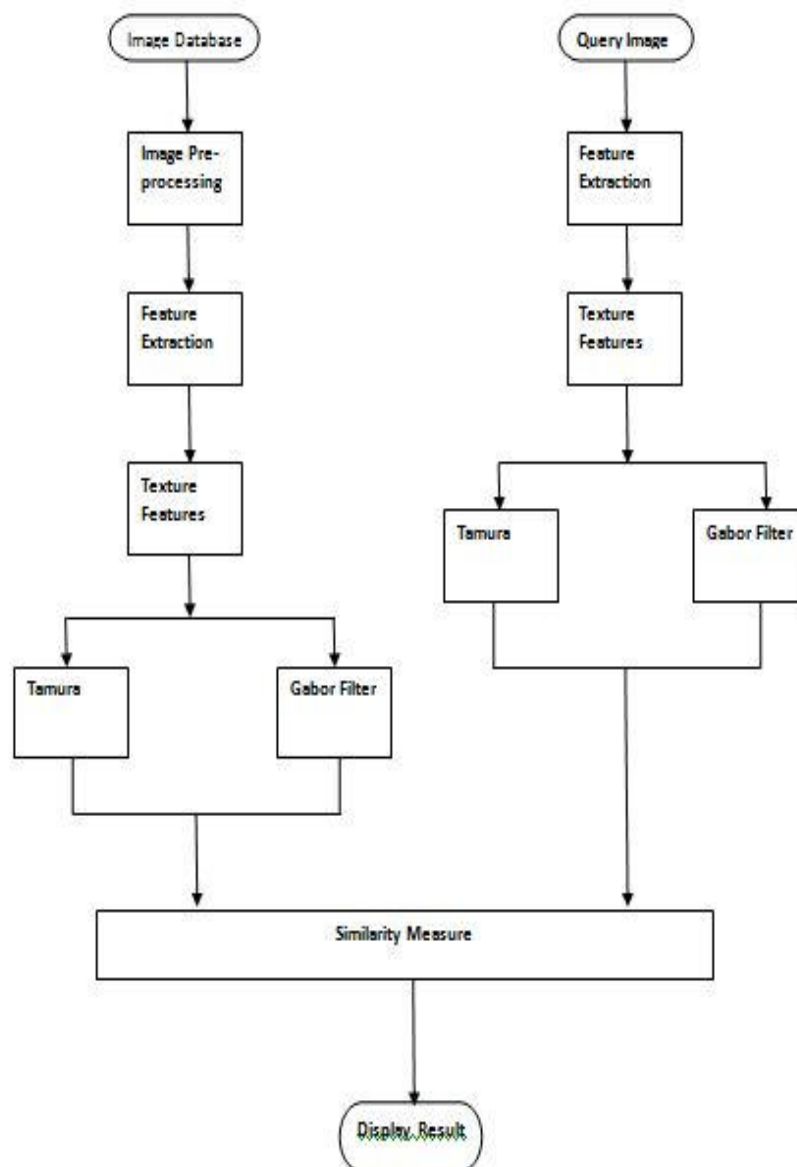 Image Database
Query Image
Image Pre-
processing
Feature
Extraction
Feature
Extraction
Texture
Features
Texture
Features
Tamura
Gabor Filter
Tamura
Gabor Filter
Similarity Measure
Display Result